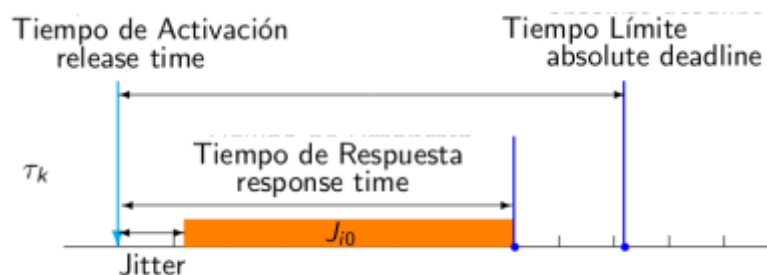 Tiempo de Activación
release time
Tiempo Límite
absolute deadline
Tiempo de Respuesta
response time
τk
Ji0
Jitter